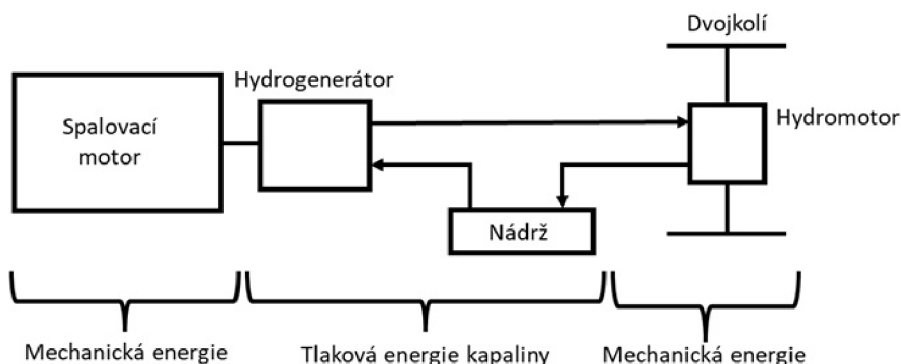 Dvojkolí
Hydrogenerátor
Spalovací
motor
Hydromotor
Nádrž
Mechanická energie
Tlaková energie kapaliny
Mechanická energie